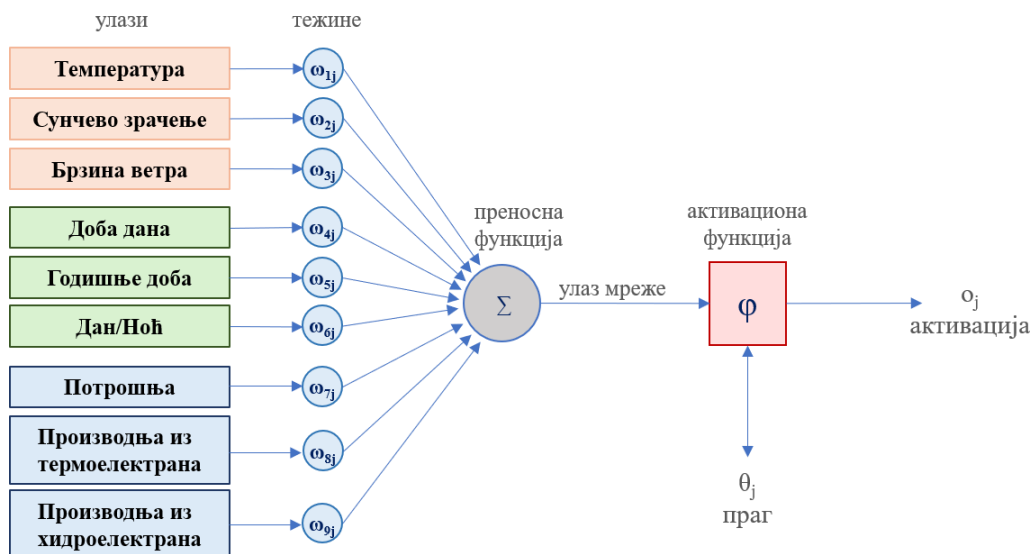 улази
тежине
Температура
ω1j
Сунчево зрачење
ω2j
Брзина ветра
ω3j
Доба дана
ω4j
Годишње доба
ω5j
Дан/Ноћ
ω6j
Потрошња
ω7j
Производња из
термоелектрана
ω8j
Производња из
хидроелектрана
ω9j
преносна
функција
Σ
улаз мреже
активациона
функција
φ
oj
активација
θj
праг